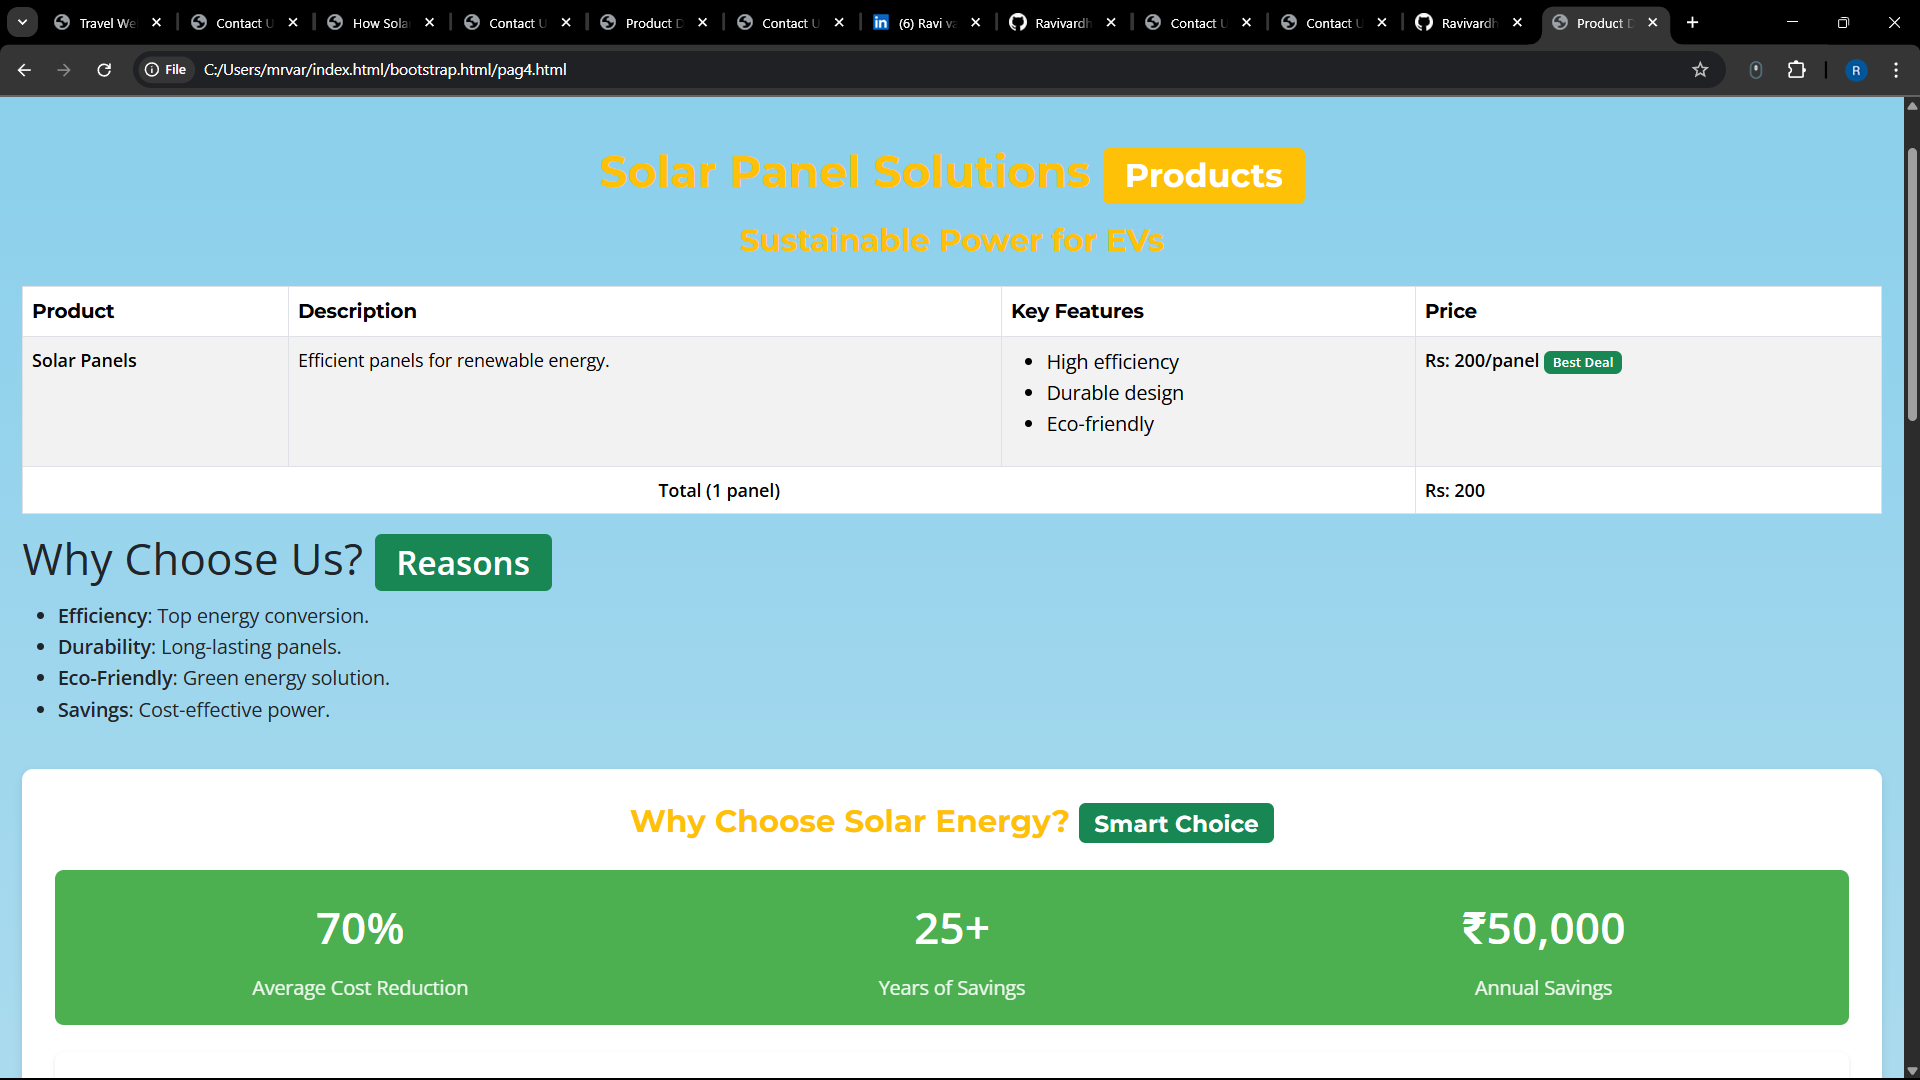 Travel We
Contact U
How Sola
Contact U
Product D
Contact U
in
(6) Ravi va
Ravivardh
Contact U
Contact U
Ravivardh
Product D
File
C:/Users/mrvar/index.html/bootstrap.html/pag4.html
R
Solar Panel Solutions Products
Sustainable Power for EVs
Product Description Key Features Price
Solar Panels Efficient panels for renewable energy. High efficiency Rs: 200/panel Best Deal
Durable design
Eco-friendly
Total (1 panel) Rs: 200
Why Choose Us? Reasons
Efficiency: Top energy conversion.
Durability: Long-lasting panels.
Eco-Friendly: Green energy solution.
Savings: Cost-effective power.
Why Choose Solar Energy? Smart Choice
70% 25+ ₹50,000
Average Cost Reduction Years of Savings Annual Savings